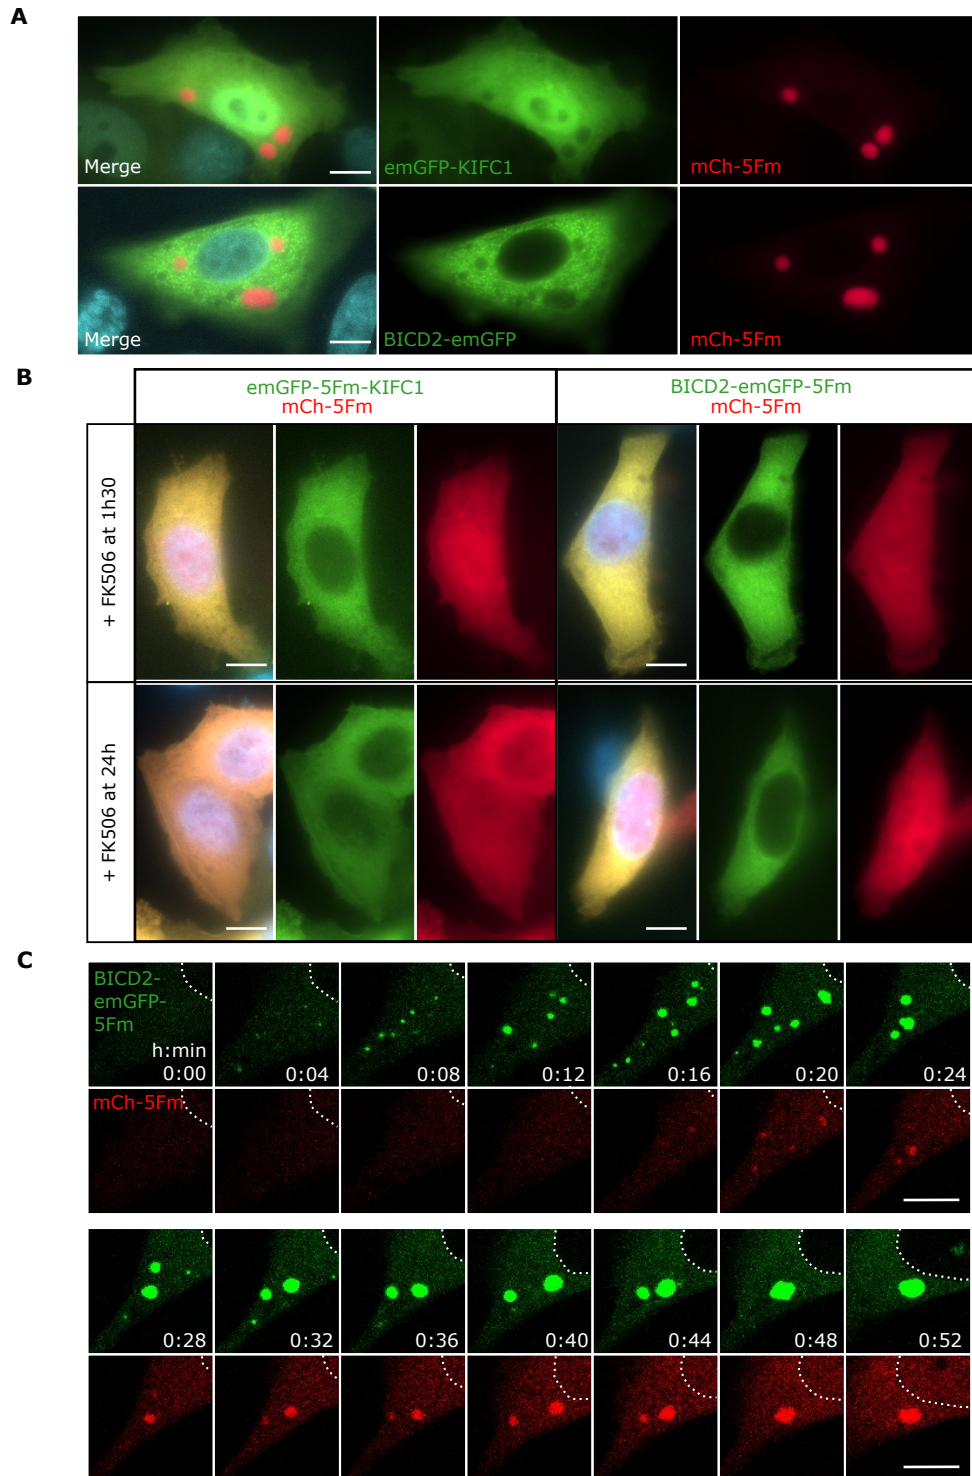 A
Merge
emGFP-KIFC1
mCh-5Fm
Merge
BICD2-emGFP
mCh-5Fm
B
emGFP-5Fm-KIFC1
mCh-5Fm
BICD2-emGFP-5Fm
mCh-5Fm
+ FK506 at 1h30
+ FK506 at 24h
C
BICD2-
emGFP-
5Fm
h:min
0:00
0:04
0:08
0:12
0:16
0:20
0:24
mCh-5Fm
0:28
0:32
0:36
0:40
0:44
0:48
0:52